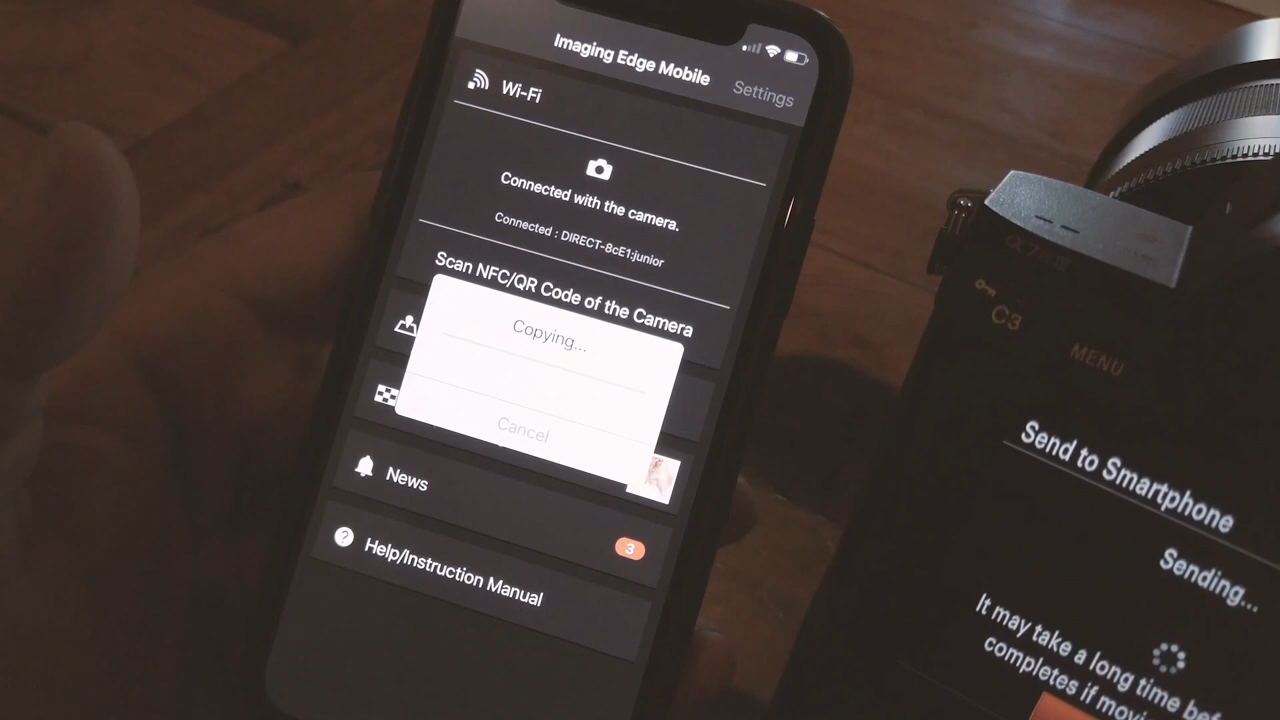 Imaging Edge Mobile
Settings
Wi-Fi
Connected with the camera.
Connected : DIRECT-8cE1:junior
Scan NFC/QR Code of the Camera
Copying...
Cancel
News
3
Help/Instruction Manual
C3
MENU
Send to Smartphone
Sending...
It may take a long time
completes if